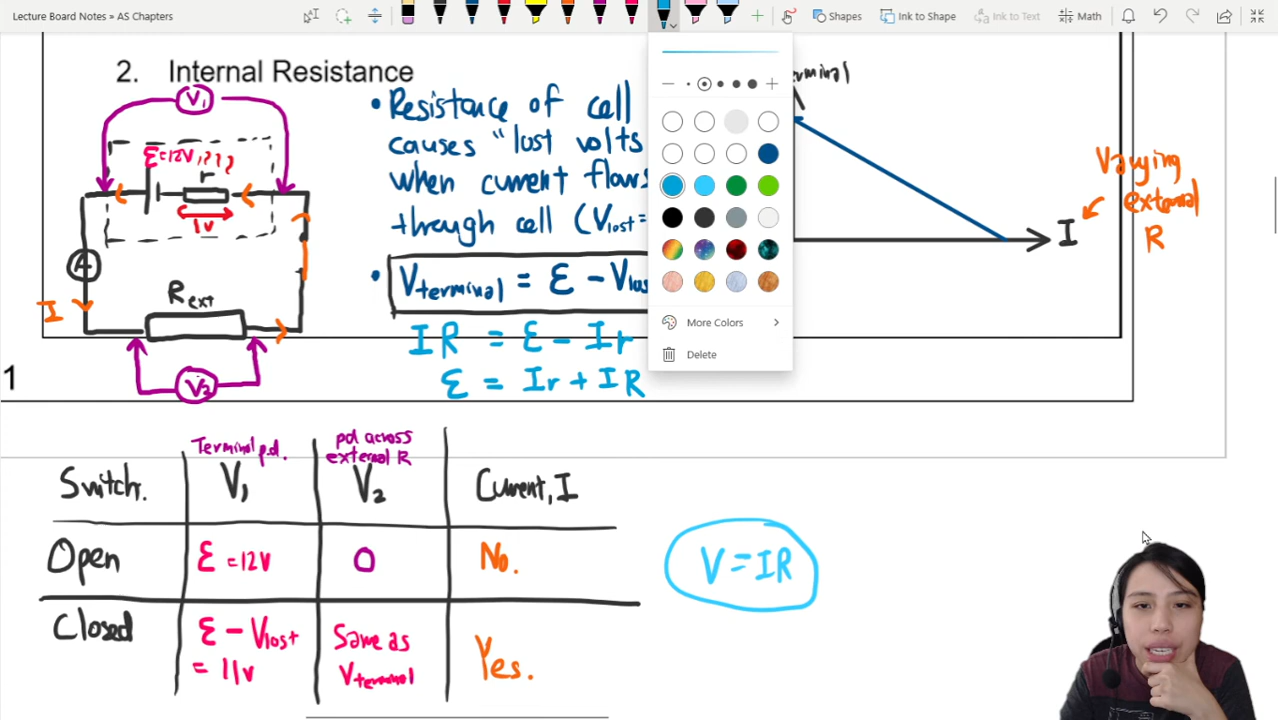 Lecture Board Notes » AS Chapters
Shapes
Ink to Shape
Ink to Text
Math
2. Internal Resistance
V1
ε=12V,???
r
1v
A
I
Rext
V2
• Resistance of cell
causes "lost volts
when current flows
through cell (Vlost=
• Vterminal = ε - Vlos
IR = ε - Ir
ε = Ir + IR
More Colors
Delete
I
Varying
external
R
1
Switch.
Terminal p.d.
V1
pd across
external R
V2
Current, I
Open
ε =12V
0
No.
Closed
ε - Vlost
= 11v
Same as
Vterminal
Yes.
V=IR